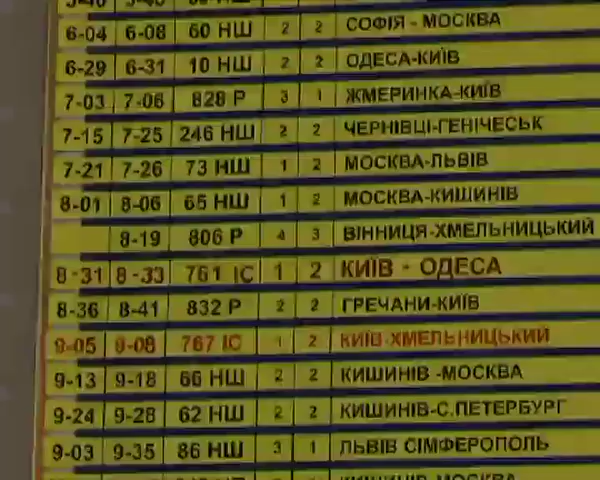 6-04 6-08 60 НШ 2 2 СОФІЯ - МОСКВА
6-29 6-31 10 НШ 2 2 ОДЕСА-КИЇВ
7-03 7-06 828 Р 3 1 ЖМЕРИНКА-КИЇВ
7-15 7-25 246 НШ 2 2 ЧЕРНІВЦІ-ГЕНІЧЕСЬК
7-21 7-26 73 НШ 1 2 МОСКВА-ЛЬВІВ
8-01 8-06 65 НШ 1 2 МОСКВА-КИШИНІВ
8-19 806 Р 4 3 ВІННИЦЯ-ХМЕЛЬНИЦЬКИЙ
8-31 8-33 761 ІС 1 2 КИЇВ - ОДЕСА
8-36 8-41 832 Р 2 2 ГРЕЧАНИ-КИЇВ
9-05 9-08 767 ІС 1 2 КИЇВ-ХМЕЛЬНИЦЬКИЙ
9-13 9-18 66 НШ 2 2 КИШИНІВ -МОСКВА
9-24 9-28 62 НШ 2 2 КИШИНІВ-С.ПЕТЕРБУРГ
9-03 9-35 86 НШ 3 1 ЛЬВІВ СІМФЕРОПОЛЬ
КИШИНІВ-МОСКВА